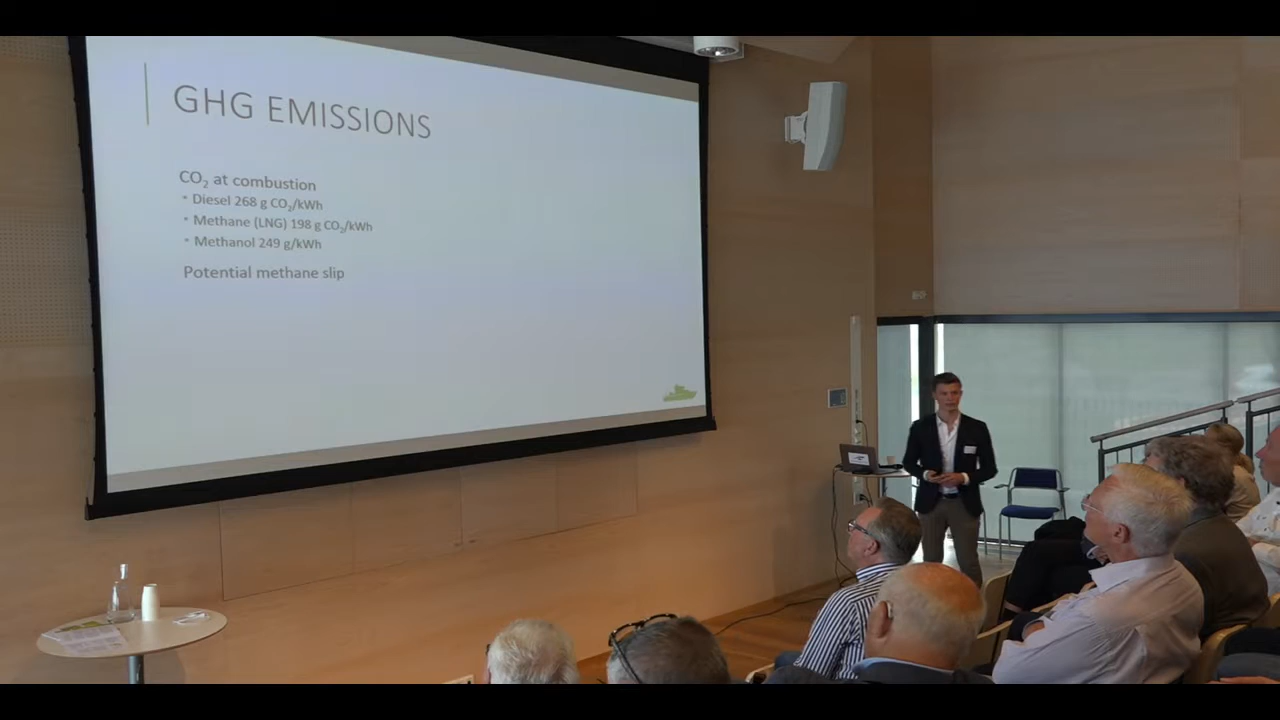 GHG EMISSIONS
CO₂ at combustion
• Diesel 268 g CO₂/kWh
• Methane (LNG) 198 g CO₂/kWh
• Methanol 249 g/kWh
Potential methane slip